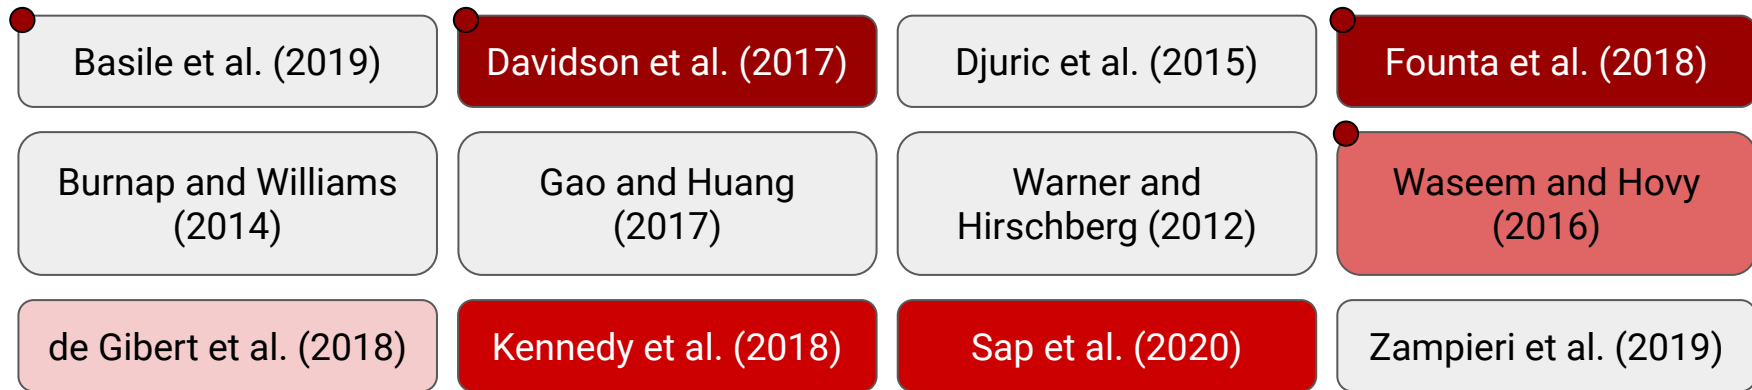 Basile et al. (2019)
Davidson et al. (2017)
Djuric et al. (2015)
Founta et al. (2018)
Burnap and Williams
(2014)
Gao and Huang
(2017)
Warner and
Hirschberg (2012)
Waseem and Hovy
(2016)
de Gibert et al. (2018)
Kennedy et al. (2018)
Sap et al. (2020)
Zampieri et al. (2019)